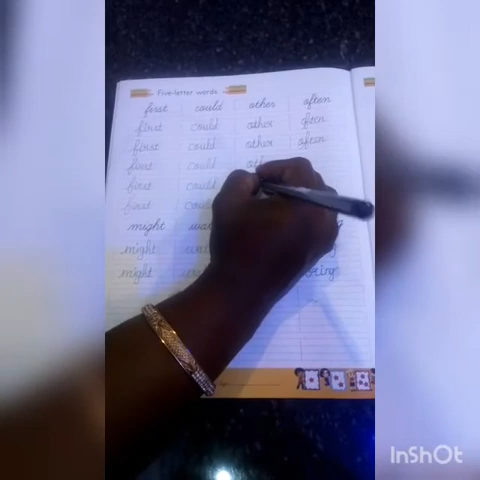 Five-letter words
first could other often
first could other often
first could other often
first could
first could
first could
might
might
might
InShOt